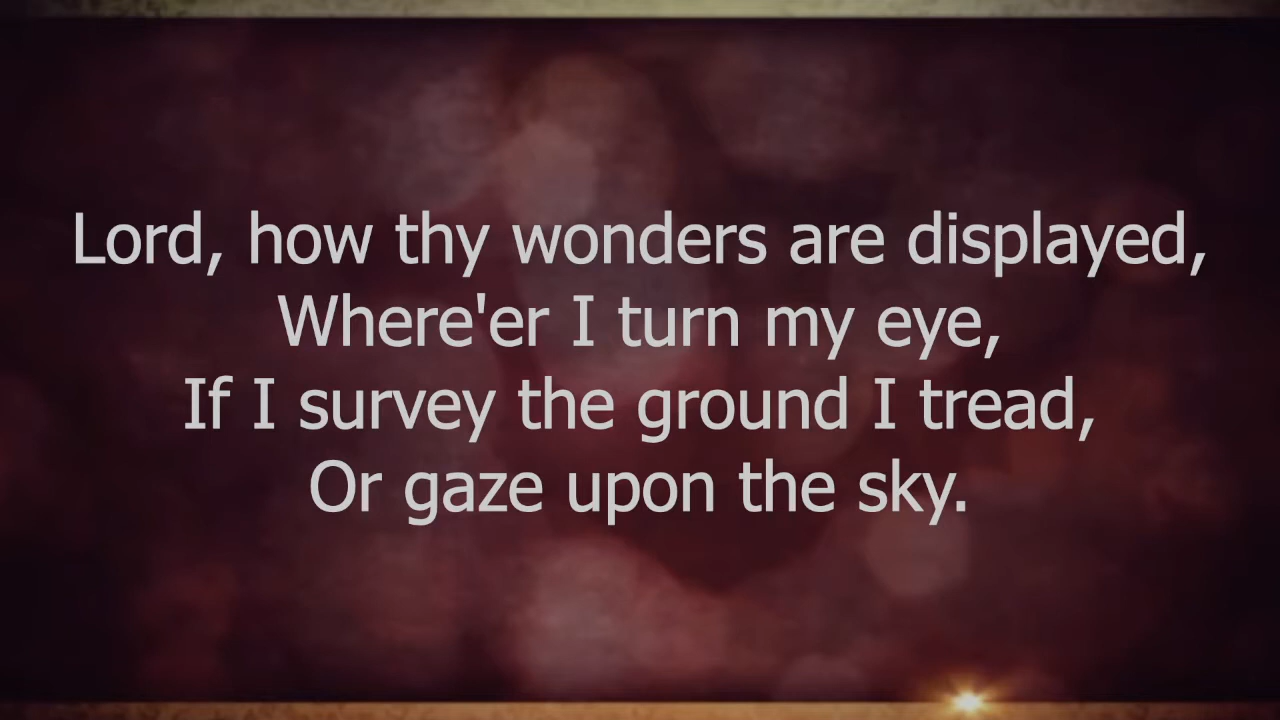 Lord, how thy wonders are displayed,
Where'er I turn my eye,
If I survey the ground I tread,
Or gaze upon the sky.